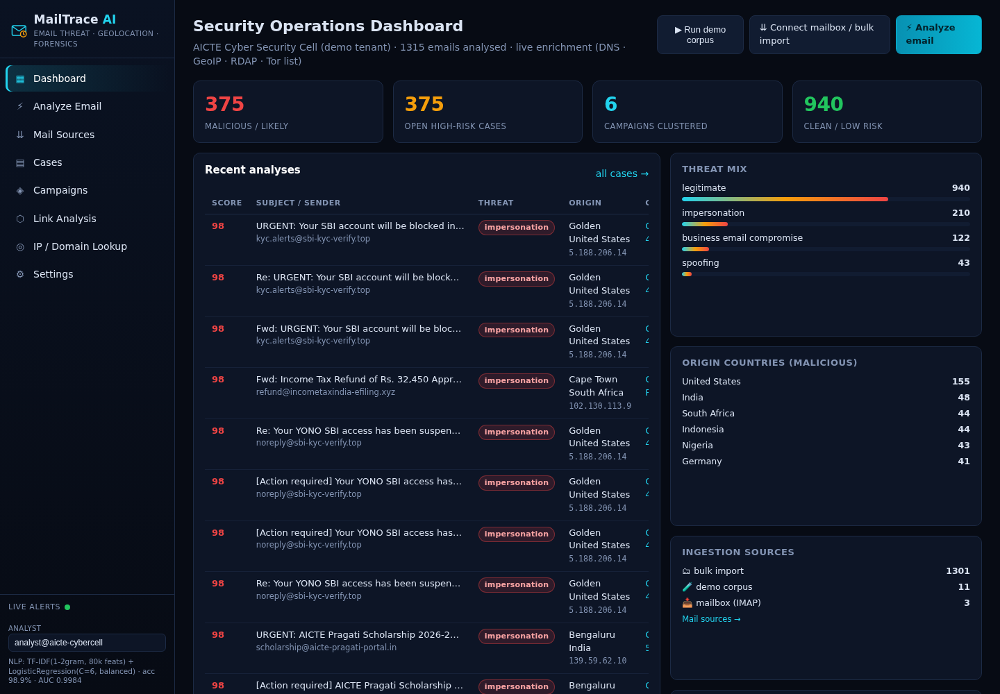 MailTrace AI
EMAIL THREAT · GEOLOCATION ·
FORENSICS
Dashboard
Analyze Email
Mail Sources
Cases
Campaigns
Link Analysis
IP / Domain Lookup
Settings
LIVE ALERTS
ANALYST
analyst@aicte-cybercell
NLP: TF-IDF(1-2gram, 80k feats) +
LogisticRegression(C=6, balanced) · acc
98.9% · AUC 0.9984
Security Operations Dashboard
AICTE Cyber Security Cell (demo tenant) · 1315 emails analysed · live enrichment (DNS ·
GeoIP · RDAP · Tor list)
▶ Run demo
corpus
⇊ Connect mailbox / bulk
import
⚡ Analyze
email
375
MALICIOUS / LIKELY
375
OPEN HIGH-RISK CASES
6
CAMPAIGNS CLUSTERED
940
CLEAN / LOW RISK
Recent analyses
all cases →
SCORE SUBJECT / SENDER THREAT ORIGIN
98 URGENT: Your SBI account will be blocked in… impersonation Golden
kyc.alerts@sbi-kyc-verify.top United States
5.188.206.14
98 Re: URGENT: Your SBI account will be block… impersonation Golden
kyc.alerts@sbi-kyc-verify.top United States
5.188.206.14
98 Fwd: URGENT: Your SBI account will be bloc… impersonation Golden
kyc.alerts@sbi-kyc-verify.top United States
5.188.206.14
98 Fwd: Income Tax Refund of Rs. 32,450 Appr… impersonation Cape Town
refund@incometaxindia-efiling.xyz South Africa
102.130.113.9
98 Re: Your YONO SBI access has been suspen… impersonation Golden
noreply@sbi-kyc-verify.top United States
5.188.206.14
98 [Action required] Your YONO SBI access has… impersonation Golden
noreply@sbi-kyc-verify.top United States
5.188.206.14
98 [Action required] Your YONO SBI access has… impersonation Golden
noreply@sbi-kyc-verify.top United States
5.188.206.14
98 Re: Your YONO SBI access has been suspen… impersonation Golden
noreply@sbi-kyc-verify.top United States
5.188.206.14
98 URGENT: AICTE Pragati Scholarship 2026-2… impersonation Bengaluru
scholarship@aicte-pragati-portal.in India
139.59.62.10
98 [Action required] AICTE Pragati Scholarship … impersonation Bengaluru
THREAT MIX
legitimate 940
impersonation 210
business email compromise 122
spoofing 43
ORIGIN COUNTRIES (MALICIOUS)
United States 155
India 48
South Africa 44
Indonesia 44
Nigeria 43
Germany 41
INGESTION SOURCES
🗂 bulk import 1301
🧪 demo corpus 11
📥 mailbox (IMAP) 3
Mail sources →